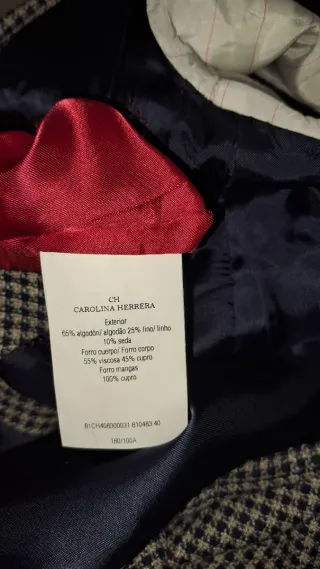 CH
CAROLINA HERRERA
Exterior
65% algodón/ algodão 25% lino/ linho
10% seda
Forro cuerpo/ Forro corpo
55% viscosa 45% cupro
Forro mangas
100% cupro
160/100A